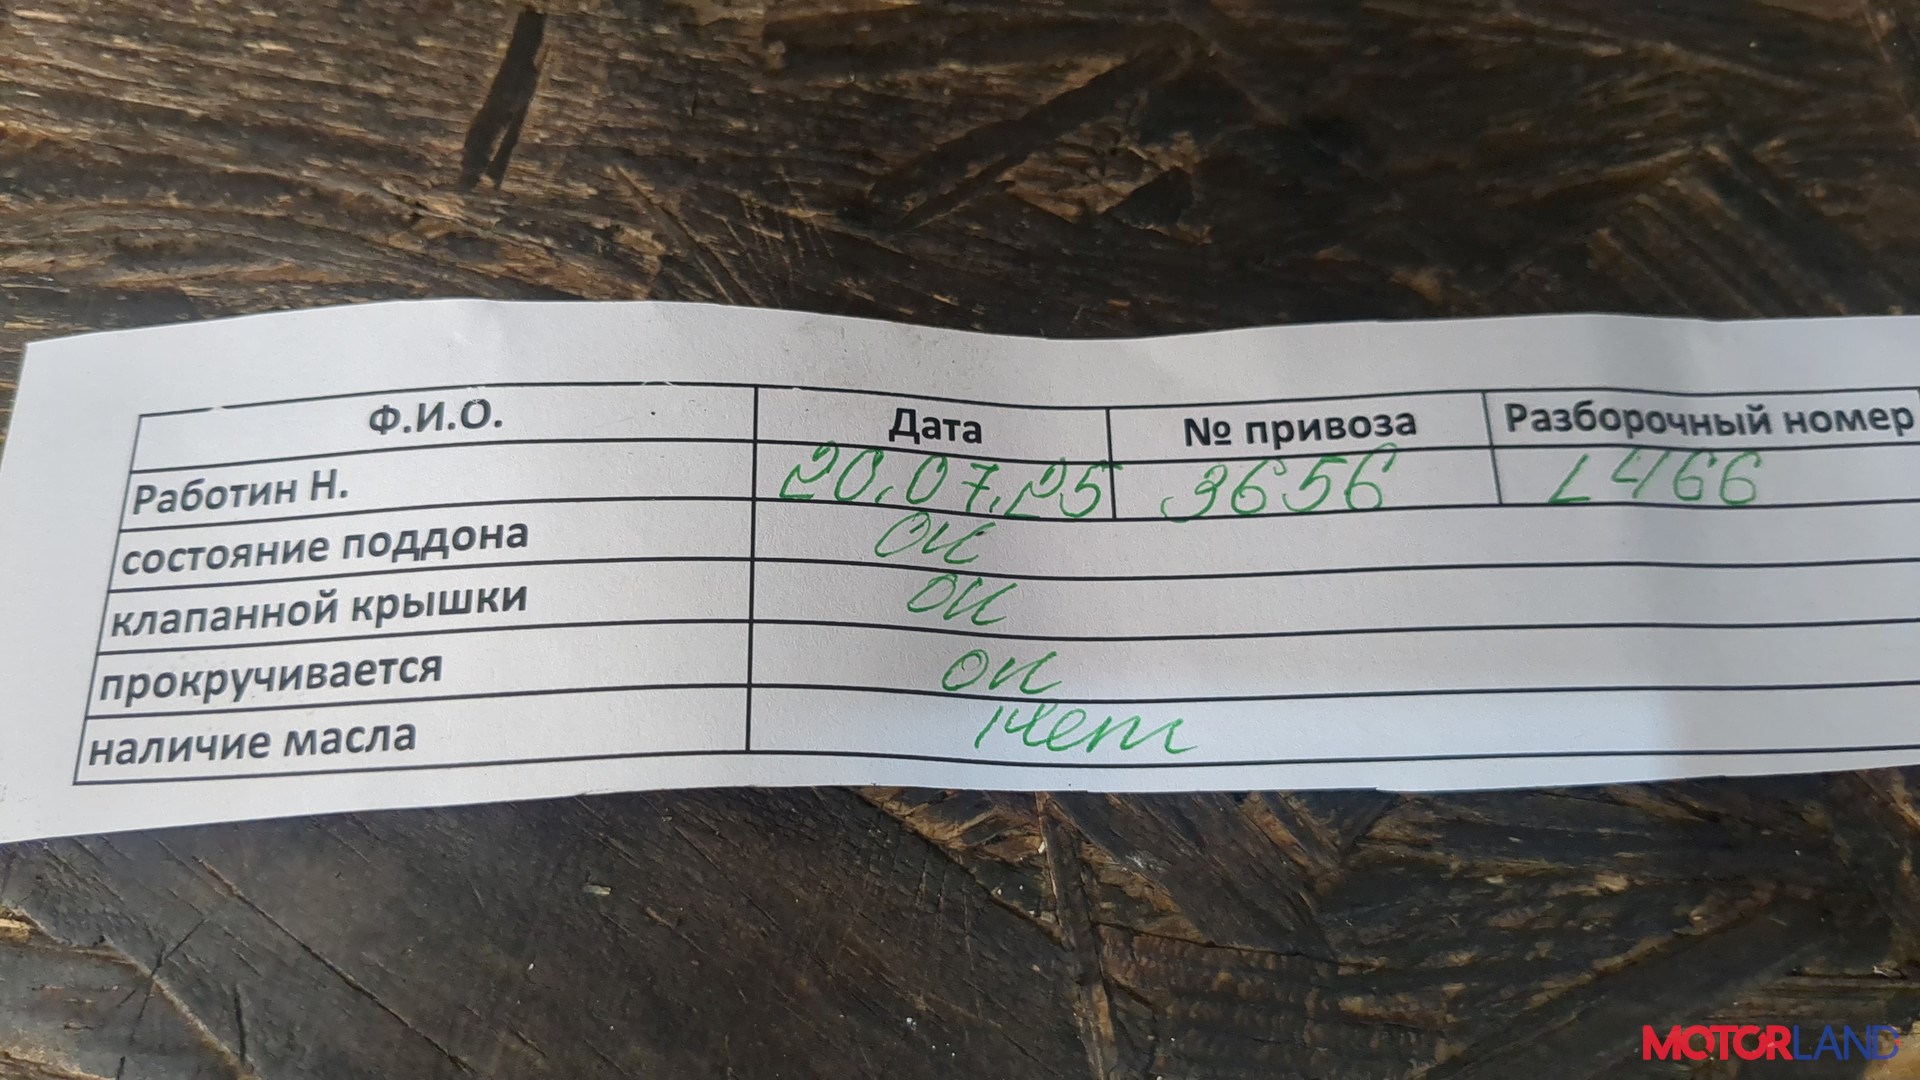 Ф.И.О. Дата № привоза Разборочный номер
Работин Н. 20.07.25 3656 L466
состояние поддона ок
клапанной крышки ок
прокручивается ок
наличие масла нет
MOTORLAND